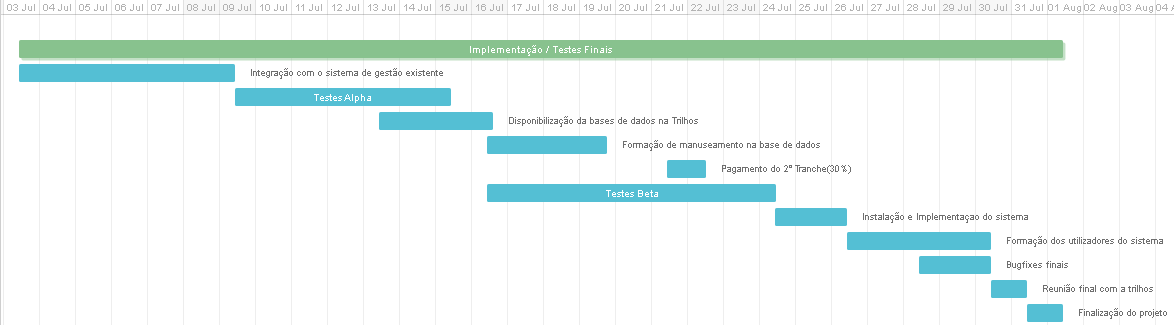 03 Jul 04 Jul 05 Jul 06 Jul 07 Jul 08 Jul 09 Jul 10 Jul 11 Jul 12 Jul 13 Jul 14 Jul 15 Jul 16 Jul 17 Jul 18 Jul 19 Jul 20 Jul 21 Jul 22 Jul 23 Jul 24 Jul 25 Jul 26 Jul 27 Jul 28 Jul 29 Jul 30 Jul 31 Jul 01 Aug 02 Aug 03 Aug 04 A
Implementação / Testes Finais
Integração com o sistema de gestão existente
Testes Alpha
Disponibilização da bases de dados na Trilhos
Formação de manuseamento na base de dados
Pagamento do 2ª Tranche(30%)
Testes Beta
Instalação e Implementaçao do sistema
Formação dos utilizadores do sistema
Bugfixes finais
Reunião final com a trilhos
Finalização do projeto